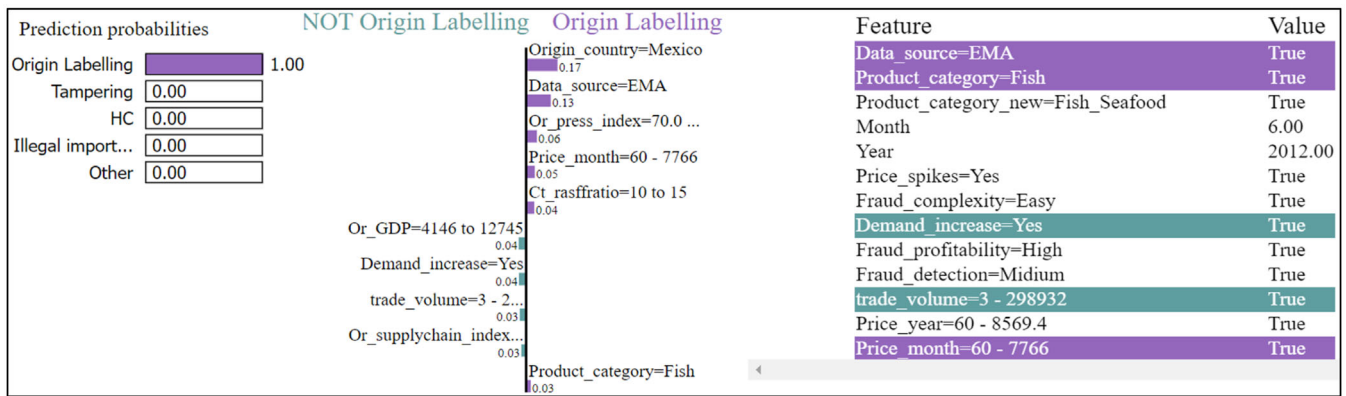 Prediction probabilities
Origin Labelling 1.00
Tampering 0.00
HC 0.00
Illegal import... 0.00
Other 0.00
NOT Origin Labelling Origin Labelling
Origin_country=Mexico
0.17
Data_source=EMA
0.13
Or_press_index=70.0 ...
0.06
Price_month=60 - 7766
0.05
Ct_rasffratio=10 to 15
0.04
Or_GDP=4146 to 12745
0.04
Demand_increase=Yes
0.04
trade_volume=3 - 2...
0.03
Or_supplychain_index...
0.03
Product_category=Fish
0.03
Feature Value
Data_source=EMA True
Product_category=Fish True
Product_category_new=Fish_Seafood True
Month 6.00
Year 2012.00
Price_spikes=Yes True
Fraud_complexity=Easy True
Demand_increase=Yes True
Fraud_profitability=High True
Fraud_detection=Midium True
trade_volume=3 - 298932 True
Price_year=60 - 8569.4 True
Price_month=60 - 7766 True